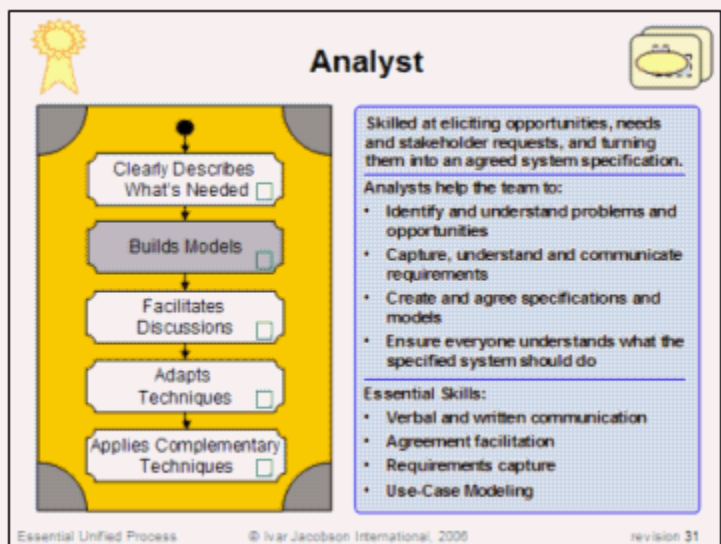 Analyst
Clearly Describes
What's Needed
Builds Models
Facilitates
Discussions
Adapts
Techniques
Applies Complementary
Techniques
Skilled at eliciting opportunities, needs
and stakeholder requests, and turning
them into an agreed system specification.
Analysts help the team to:
• Identify and understand problems and
opportunities
• Capture, understand and communicate
requirements
• Create and agree specifications and
models
• Ensure everyone understands what the
specified system should do
Essential Skills:
• Verbal and written communication
• Agreement facilitation
• Requirements capture
• Use-Case Modeling
Essential Unified Process © Ivar Jacobson International, 2006 revision 31